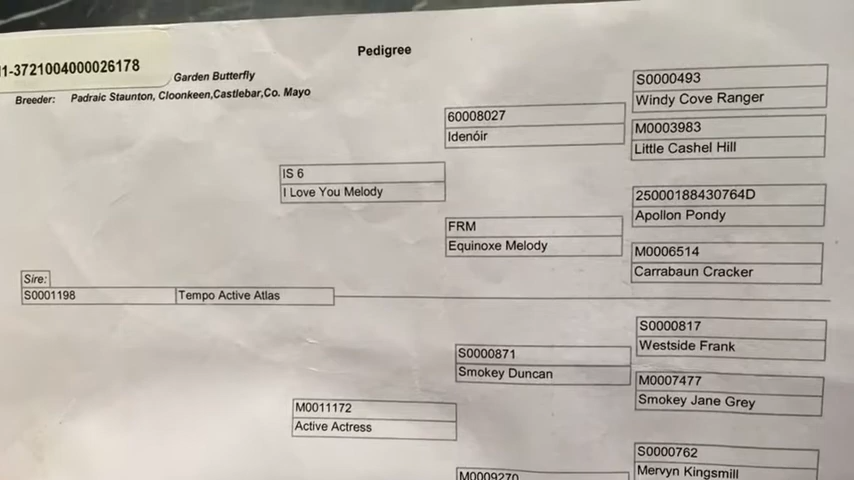 Pedigree
11-3721004000026178
Garden Butterfly
Breeder: Padraic Staunton, Cloonkeen,Castlebar,Co. Mayo
S0000493
Windy Cove Ranger
60008027
Idenóir
M0003983
Little Cashel Hill
IS 6
I Love You Melody
25000188430764D
Apollon Pondy
FRM
Equinoxe Melody
M0006514
Carrabaun Cracker
Sire:
S0001198 Tempo Active Atlas
S0000817
Westside Frank
S0000871
Smokey Duncan
M0007477
Smokey Jane Grey
M0011172
Active Actress
S0000762
Mervyn Kingsmill
M0009270